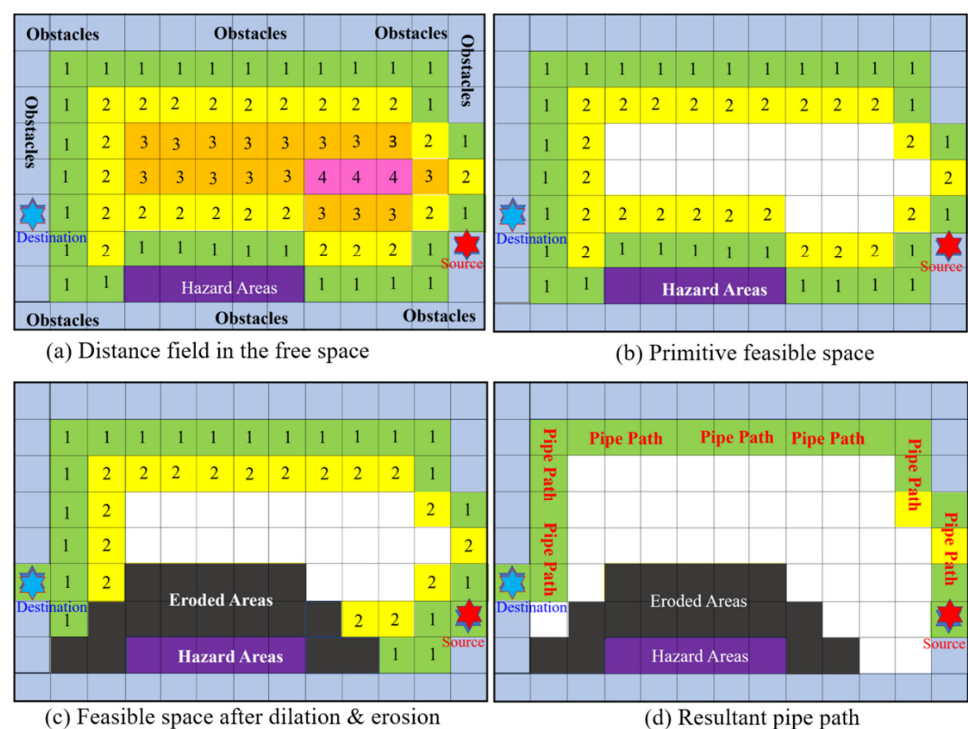 Obstacles Obstacles Obstacles
Obstacles
1 1 1 1 1 1 1 1 1 1 1
1 2 2 2 2 2 2 2 2 2 1
Obstacles
1 2 3 3 3 3 3 3 3 3 2 1
1 2 3 3 3 3 3 4 4 4 3 2
1 2 2 2 2 2 2 3 3 3 2 1
Destination
1 2 1 1 1 1 1 2 2 2 1
Source
1 1 Hazard Areas 1 1 1 1
Obstacles Obstacles Obstacles
(a) Distance field in the free space
1 1 1 1 1 1 1 1 1 1 1
1 2 2 2 2 2 2 2 2 2 1
1 2 2 1
1 2 2
1 2 2 2 2 2 2 2 1
Destination
1 2 1 1 1 1 1 2 2 2 1
Source
1 1 Hazard Areas 1 1 1 1
(b) Primitive feasible space
1 1 1 1 1 1 1 1 1 1 1
1 2 2 2 2 2 2 2 2 2 1
1 2 2 1
1 2 2
1 2 2 1
Destination
Eroded Areas
1 2 2 1
Source
Hazard Areas 1 1
(c) Feasible space after dilation & erosion
Pipe Path Pipe Path Pipe Path
Pipe Path
Pipe Path
Pipe Path
Pipe Path
Destination
Eroded Areas
Source
Hazard Areas
(d) Resultant pipe path